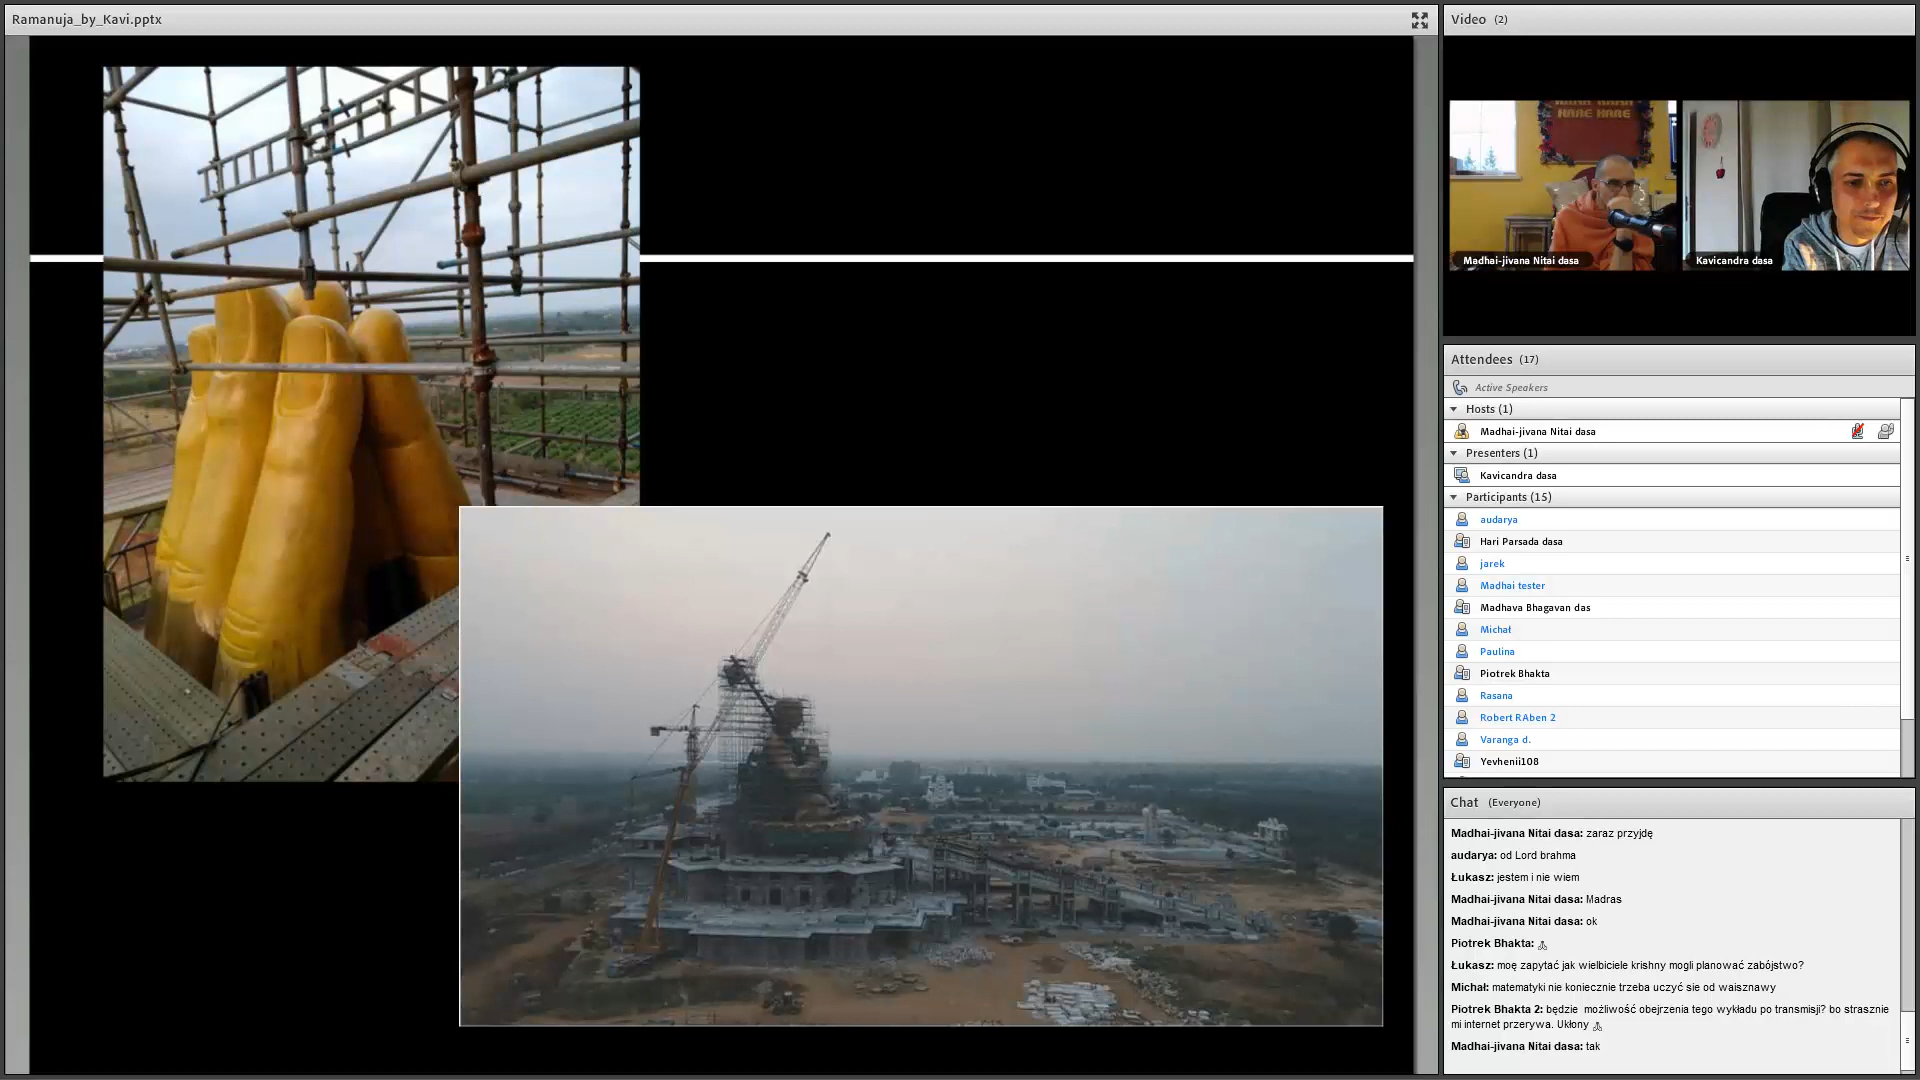 Ramanuja_by_Kavi.pptx
Video (2)
HARE HARE
Madhai-jivana Nitai dasa
Kavicandra dasa
Attendees (17)
Active Speakers
Hosts (1)
Madhai-jivana Nitai dasa
Presenters (1)
Kavicandra dasa
Participants (15)
audarya
Hari Parsada dasa
jarek
Madhai tester
Madhava Bhagavan das
Michał
Paulina
Piotrek Bhakta
Rasana
Robert RAben 2
Varanga d.
Yevhenii108
Chat (Everyone)
Madhai-jivana Nitai dasa: zaraz przyjdę
audarya: od Lord brahma
Łukasz: jestem i nie wiem
Madhai-jivana Nitai dasa: Madras
Madhai-jivana Nitai dasa: ok
Piotrek Bhakta: 🙏
Łukasz: moę zapytać jak wielbiciele krishny mogli planować zabójstwo?
Michał: matematyki nie koniecznie trzeba uczyć sie od waisznawy
Piotrek Bhakta 2: będzie możliwość obejrzenia tego wykładu po transmisji? bo strasznie
mi internet przerywa. Ukłony 🙏
Madhai-jivana Nitai dasa: tak